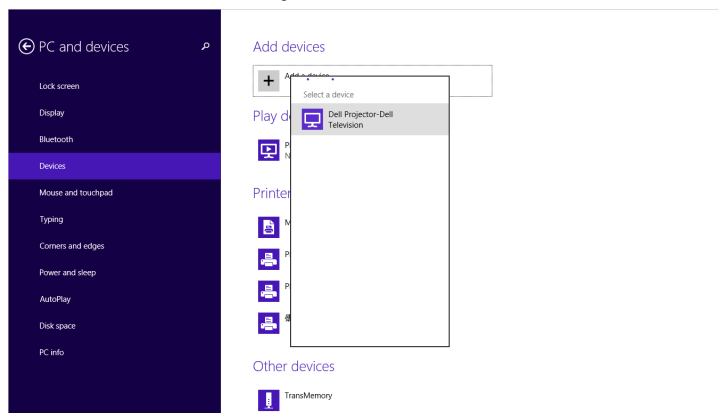 PC and devices
Lock screen
Display
Bluetooth
Devices
Mouse and touchpad
Typing
Corners and edges
Power and sleep
AutoPlay
Disk space
PC info
Add devices
Add a device
Select a device
Dell Projector-Dell
Television
Play d
P
N
Printer
M
P
P
Other devices
TransMemory